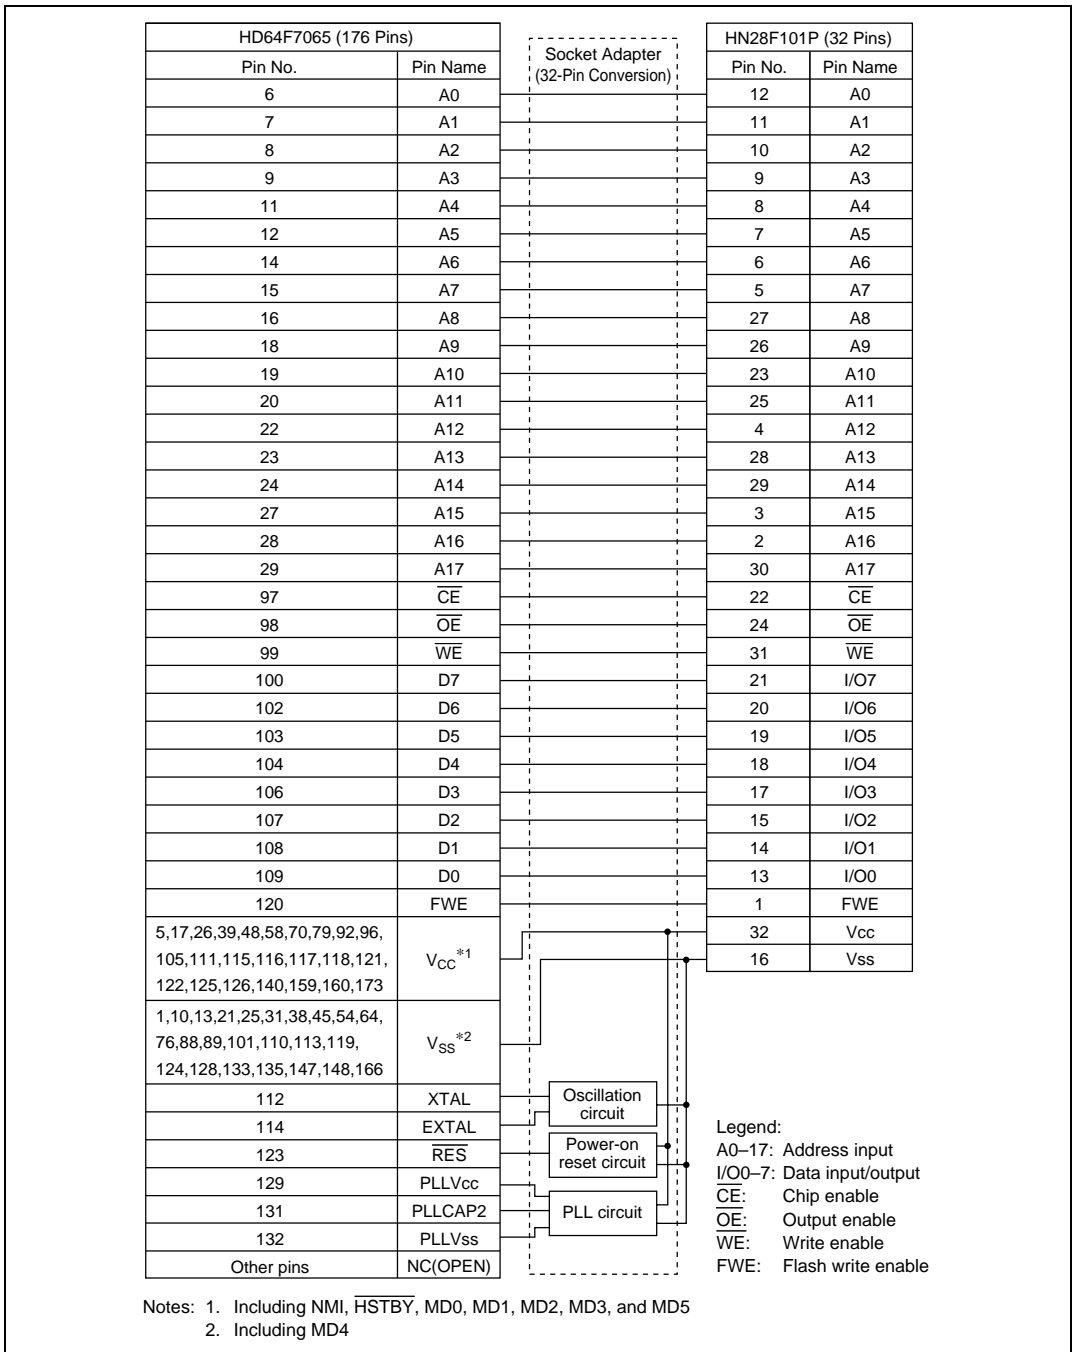 HD64F7065 (176 Pins) Socket Adapter (32-Pin Conversion) HN28F101P (32 Pins)
Pin No. Pin Name Pin No. Pin Name
6 A0 12 A0
7 A1 11 A1
8 A2 10 A2
9 A3 9 A3
11 A4 8 A4
12 A5 7 A5
14 A6 6 A6
15 A7 5 A7
16 A8 27 A8
18 A9 26 A9
19 A10 23 A10
20 A11 25 A11
22 A12 4 A12
23 A13 28 A13
24 A14 29 A14
27 A15 3 A15
28 A16 2 A16
29 A17 30 A17
97 C̅E̅ 22 C̅E̅
98 O̅E̅ 24 O̅E̅
99 W̅E̅ 31 W̅E̅
100 D7 21 I/O7
102 D6 20 I/O6
103 D5 19 I/O5
104 D4 18 I/O4
106 D3 17 I/O3
107 D2 15 I/O2
108 D1 14 I/O1
109 D0 13 I/O0
120 FWE 1 FWE
5,17,26,39,48,58,70,79,92,96, 32 Vcc
105,111,115,116,117,118,121, VCC*1 16 Vss
122,125,126,140,159,160,173
1,10,13,21,25,31,38,45,54,64,
76,88,89,101,110,113,119, VSS*2
124,128,133,135,147,148,166
112 XTAL Oscillation
114 EXTAL circuit
123 R̅E̅S̅ Power-on reset circuit
129 PLLVcc
131 PLLCAP2 PLL circuit
132 PLLVss
Other pins NC(OPEN)
Legend:
A0–17: Address input
I/O0–7: Data input/output
C̅E̅: Chip enable
O̅E̅: Output enable
W̅E̅: Write enable
FWE: Flash write enable
Notes: 1. Including NMI, H̅S̅T̅B̅Y̅, MD0, MD1, MD2, MD3, and MD5
2. Including MD4